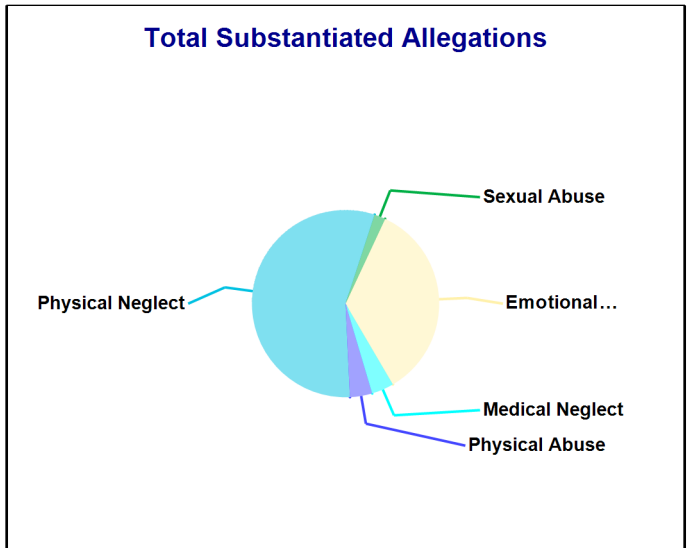 Total Substantiated Allegations
Sexual Abuse
Physical Neglect
Emotional...
Medical Neglect
Physical Abuse